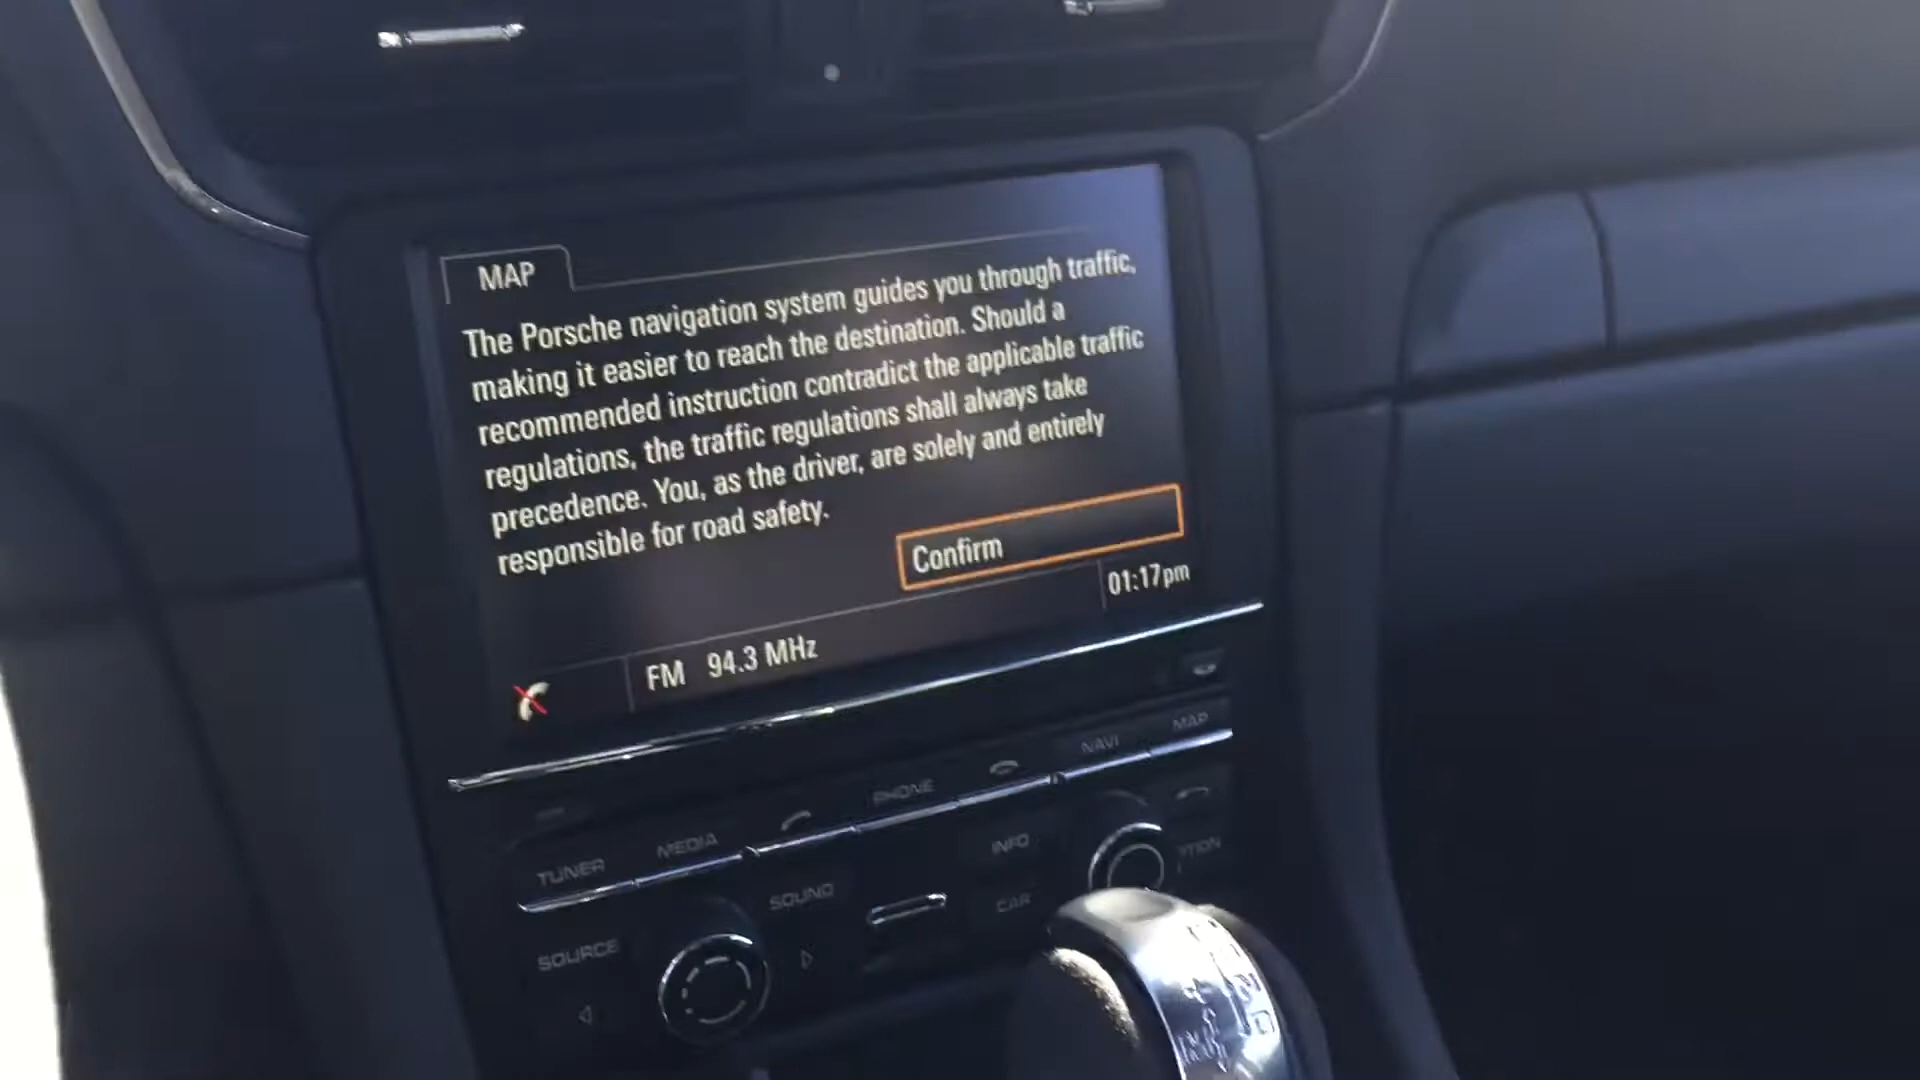 MAP
The Porsche navigation system guides you through traffic,
making it easier to reach the destination. Should a
recommended instruction contradict the applicable traffic
regulations, the traffic regulations shall always take
precedence. You, as the driver, are solely and entirely
responsible for road safety.
Confirm
01:17pm
FM 94.3 MHz
TUNER MEDIA PHONE NAVI MAP
SOUND INFO
SOURCE CAR